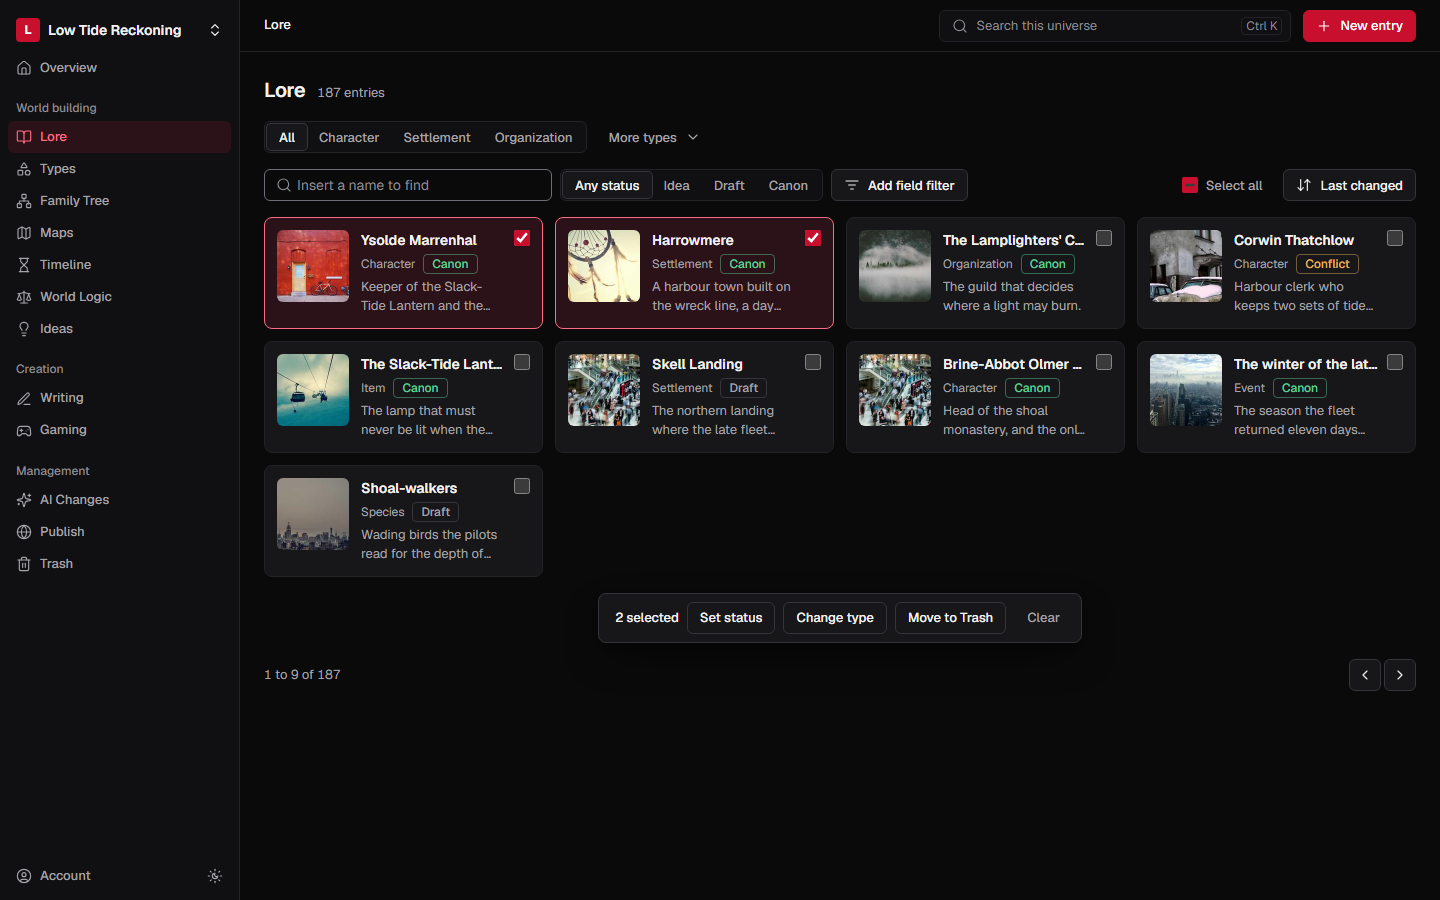 L Low Tide Reckoning
Overview
World building
Lore
Types
Family Tree
Maps
Timeline
World Logic
Ideas
Creation
Writing
Gaming
Management
AI Changes
Publish
Trash
Account
Lore
Search this universe Ctrl K
New entry
Lore 187 entries
All Character Settlement Organization More types
Insert a name to find Any status Idea Draft Canon Add field filter Select all Last changed
Ysolde Marrenhal
Character Canon
Keeper of the Slack-
Tide Lantern and the…
Harrowmere
Settlement Canon
A harbour town built on
the wreck line, a day…
The Lamplighters' C…
Organization Canon
The guild that decides
where a light may burn.
Corwin Thatchlow
Character Conflict
Harbour clerk who
keeps two sets of tide…
The Slack-Tide Lant…
Item Canon
The lamp that must
never be lit when the…
Skell Landing
Settlement Draft
The northern landing
where the late fleet…
Brine-Abbot Olmer …
Character Canon
Head of the shoal
monastery, and the onl…
The winter of the lat…
Event Canon
The season the fleet
returned eleven days…
Shoal-walkers
Species Draft
Wading birds the pilots
read for the depth of…
2 selected Set status Change type Move to Trash Clear
1 to 9 of 187